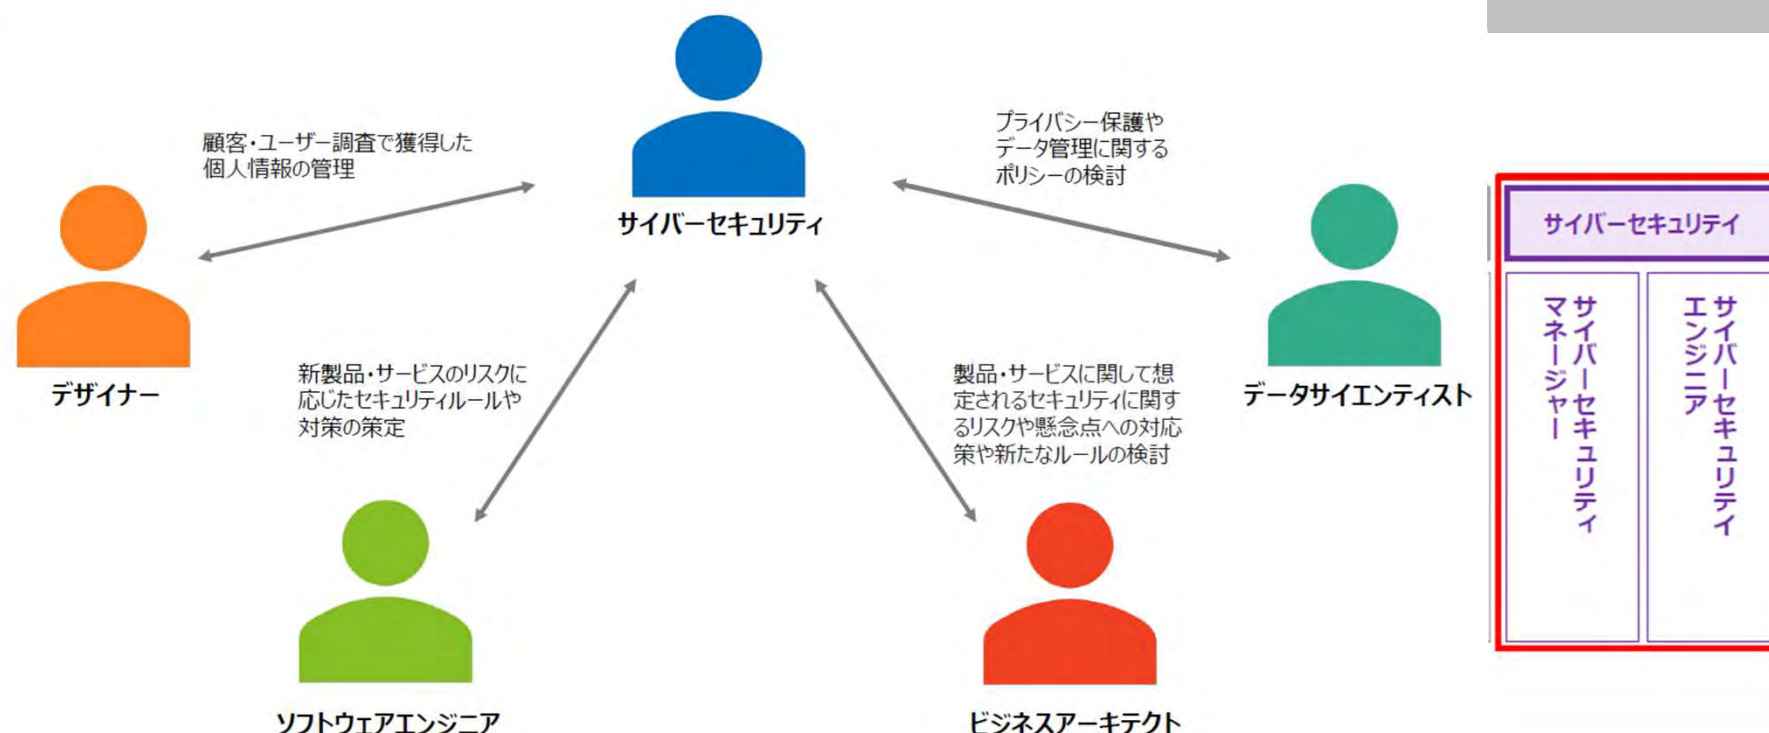 顧客・ユーザー調査で獲得した
個人情報の管理
プライバシー保護や
データ管理に関する
ポリシーの検討
サイバーセキュリティ
デザイナー
新製品・サービスのリスクに
応じたセキュリティルールや
対策の策定
製品・サービスに関して想
定されるセキュリティに関す
るリスクや懸念点への対応
策や新たなルールの検討
データサイエンティスト
ソフトウェアエンジニア
ビジネスアーキテクト
サイバーセキュリテイ
サイバーセキュリティ
マネージャー
サイバーセキュリテイ
エンジニア